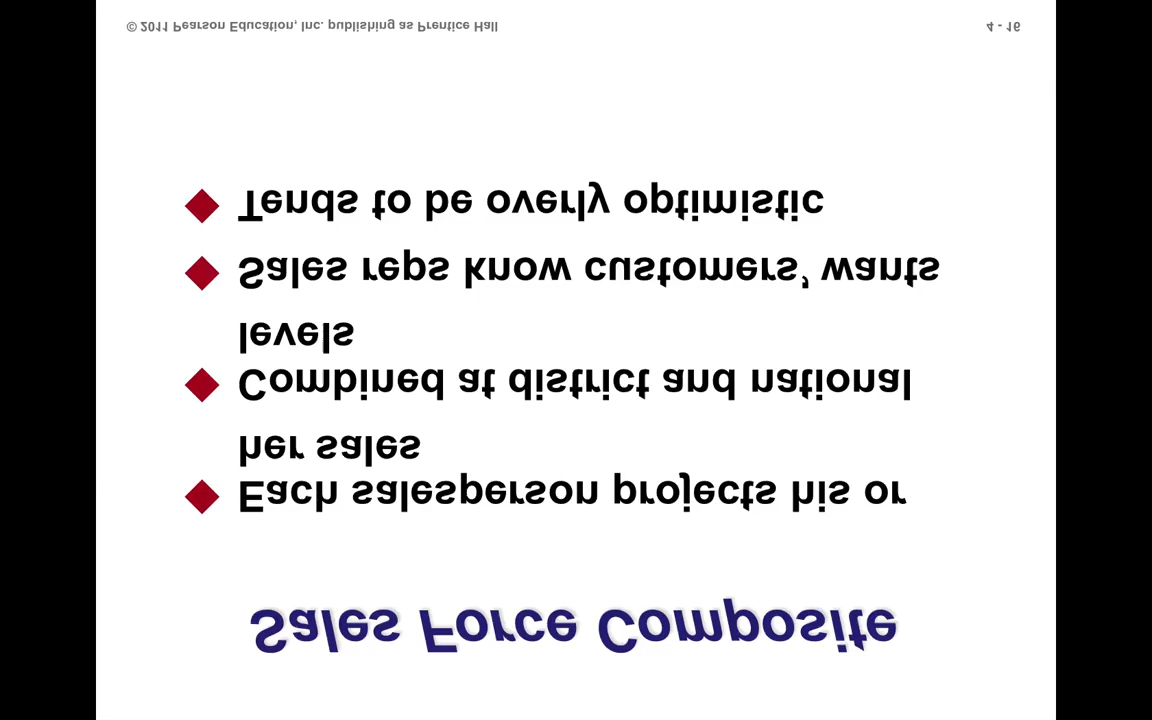 Sales Force Composite
Each salesperson projects his or
her sales
Combined at district and national
levels
Sales reps know customers’ wants
Tends to be overly optimistic
© 2011 Pearson Education, Inc. publishing as Prentice Hall
4 - 16